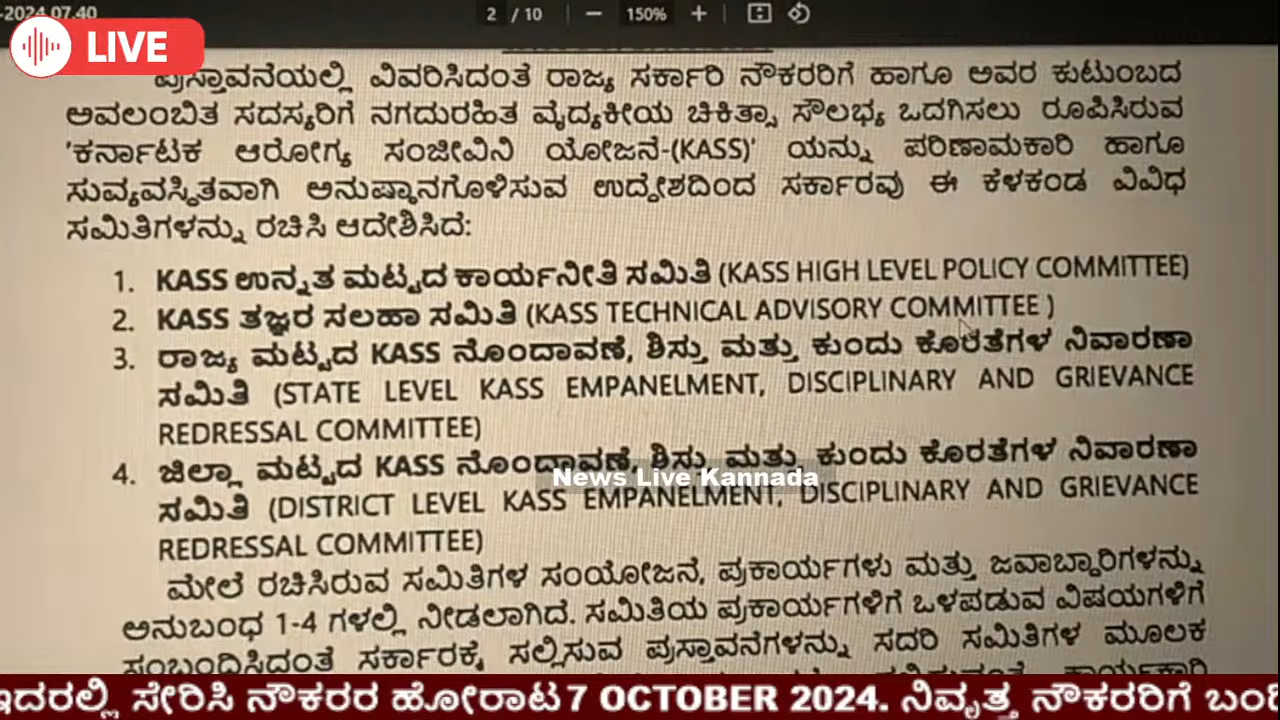 -2024 07.40
2 / 10 — 150% +
LIVE
ಪ್ರಸ್ತಾವನೆಯಲ್ಲಿ ವಿವರಿಸಿದಂತೆ ರಾಜ್ಯ ಸರ್ಕಾರಿ ನೌಕರರಿಗೆ ಹಾಗೂ ಅವರ ಕುಟುಂಬದ
ಅವಲಂಬಿತ ಸದಸ್ಯರಿಗೆ ನಗದುರಹಿತ ವೈದ್ಯಕೀಯ ಚಿಕಿತ್ಸಾ ಸೌಲಭ್ಯ ಒದಗಿಸಲು ರೂಪಿಸಿರುವ
'ಕರ್ನಾಟಕ ಆರೋಗ್ಯ ಸಂಜೀವಿನಿ ಯೋಜನೆ-(KASS)' ಯನ್ನು ಪರಿಣಾಮಕಾರಿ ಹಾಗೂ
ಸುವ್ಯವಸ್ಥಿತವಾಗಿ ಅನುಷ್ಠಾನಗೊಳಿಸುವ ಉದ್ದೇಶದಿಂದ ಸರ್ಕಾರವು ಈ ಕೆಳಕಂಡ ವಿವಿಧ
ಸಮಿತಿಗಳನ್ನು ರಚಿಸಿ ಆದೇಶಿಸಿದೆ:
1. KASS ಉನ್ನತ ಮಟ್ಟದ ಕಾರ್ಯನೀತಿ ಸಮಿತಿ (KASS HIGH LEVEL POLICY COMMITTEE)
2. KASS ತಜ್ಞರ ಸಲಹಾ ಸಮಿತಿ (KASS TECHNICAL ADVISORY COMMITTEE )
3. ರಾಜ್ಯ ಮಟ್ಟದ KASS ನೊಂದಾವಣೆ, ಶಿಸ್ತು ಮತ್ತು ಕುಂದು ಕೊರತೆಗಳ ನಿವಾರಣಾ
ಸಮಿತಿ (STATE LEVEL KASS EMPANELMENT, DISCIPLINARY AND GRIEVANCE
REDRESSAL COMMITTEE)
4. ಜಿಲ್ಲಾ ಮಟ್ಟದ KASS ನೊಂದಾವಣೆ, ಶಿಸ್ತು ಮತ್ತು ಕುಂದು ಕೊರತೆಗಳ ನಿವಾರಣಾ
News Live Kannada
ಸಮಿತಿ (DISTRICT LEVEL KASS EMPANELMENT, DISCIPLINARY AND GRIEVANCE
REDRESSAL COMMITTEE)
ಮೇಲೆ ರಚಿಸಿರುವ ಸಮಿತಿಗಳ ಸಂಯೋಜನೆ, ಪ್ರಕಾರ್ಯಗಳು ಮತ್ತು ಜವಾಬ್ದಾರಿಗಳನ್ನು
ಅನುಬಂಧ 1-4 ಗಳಲ್ಲಿ ನೀಡಲಾಗಿದೆ. ಸಮಿತಿಯ ಪ್ರಕಾರ್ಯಗಳಿಗೆ ಒಳಪಡುವ ವಿಷಯಗಳಿಗೆ
ಸಂಬಂಧಿಸಿದಂತೆ ಸರ್ಕಾರಕ್ಕೆ ಸಲ್ಲಿಸುವ ಪ್ರಸ್ತಾವನೆಗಳನ್ನು ಸದರಿ ಸಮಿತಿಗಳ ಮೂಲಕ
ಇದರಲ್ಲಿ ಸೇರಿಸಿ ನೌಕರರ ಹೋರಾಟ 7 OCTOBER 2024. ನಿವೃತ್ತ ನೌಕರರಿಗೆ ಬಂದಿ